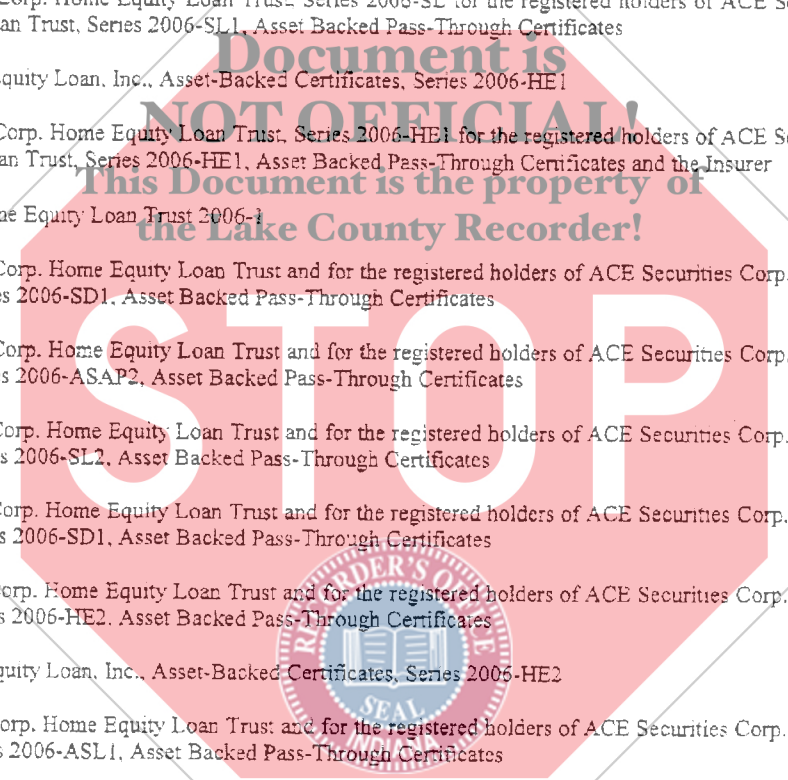 Corp. Home Equity Loan Trust Series 2006-SL for the registered holders of ACE Se
an Trust, Series 2006-SL1, Asset Backed Pass-Through Certificates
Document is
quity Loan, Inc., Asset-Backed Certificates, Series 2006-HE1
NOT OFFICIAL!
Corp. Home Equity Loan Trust, Series 2006-HE1 for the registered holders of ACE Se
an Trust, Series 2006-HE1, Asset Backed Pass-Through Certificates and the Insurer
This Document is the property of
ne Equity Loan Trust 2006-1
the Lake County Recorder!
Corp. Home Equity Loan Trust and for the registered holders of ACE Securities Corp.
s 2006-SD1, Asset Backed Pass-Through Certificates
STOP
Corp. Home Equity Loan Trust and for the registered holders of ACE Securities Corp.
s 2006-ASAP2, Asset Backed Pass-Through Certificates
Corp. Home Equity Loan Trust and for the registered holders of ACE Securities Corp.
s 2006-SL2, Asset Backed Pass-Through Certificates
Corp. Home Equity Loan Trust and for the registered holders of ACE Securities Corp.
s 2006-SD1, Asset Backed Pass-Through Certificates
RECORDER'S OFFICE
orp. Home Equity Loan Trust and for the registered holders of ACE Securities Corp.
s 2006-HE2, Asset Backed Pass-Through Certificates
quity Loan, Inc., Asset-Backed Certificates, Series 2006-HE2
SEAL
orp. Home Equity Loan Trust and for the registered holders of ACE Securities Corp.
s 2006-ASL1, Asset Backed Pass-Through Certificates
INDIANA